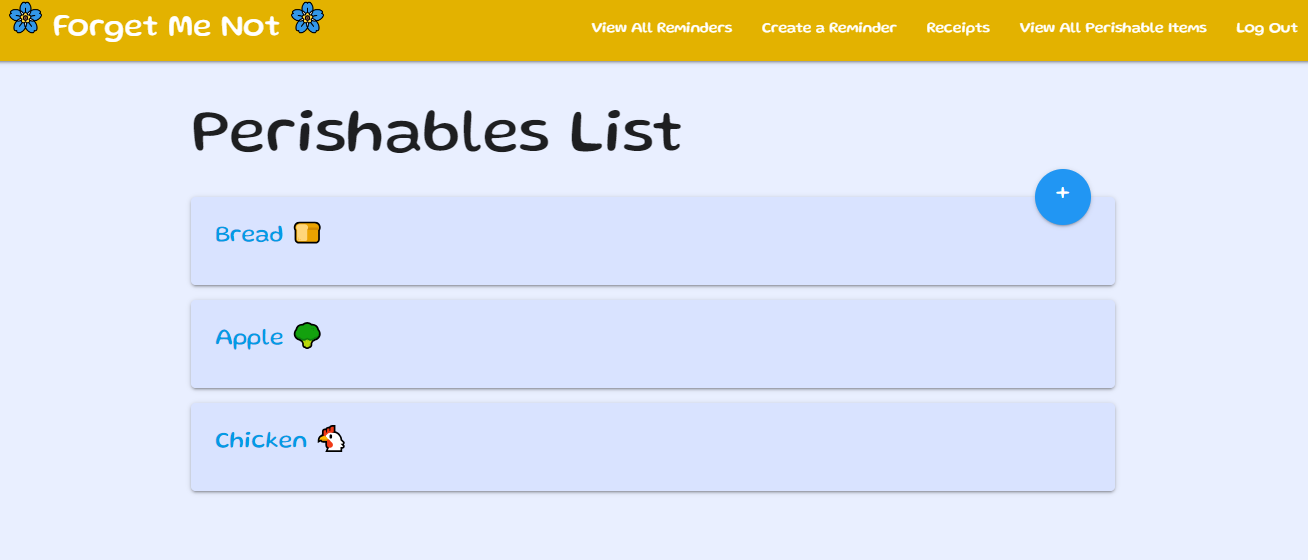 Forget Me Not
View All Reminders Create a Reminder Receipts View All Perishable Items Log Out
Perishables List
+
Bread
Apple
Chicken